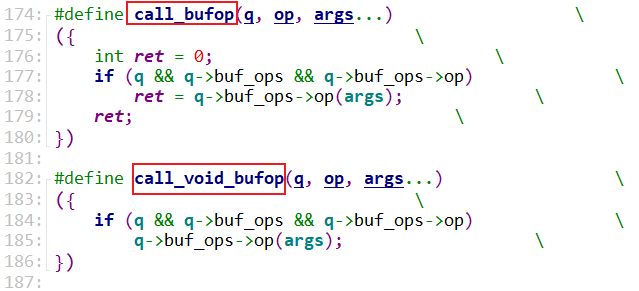 174: #define call_bufop(q, op, args...) \
175: ({ \
176: int ret = 0; \
177: if (q && q->buf_ops && q->buf_ops->op) \
178: ret = q->buf_ops->op(args); \
179: ret; \
180: })
181:
182: #define call_void_bufop(q, op, args...) \
183: ({ \
184: if (q && q->buf_ops && q->buf_ops->op) \
185: q->buf_ops->op(args); \
186: })
187: